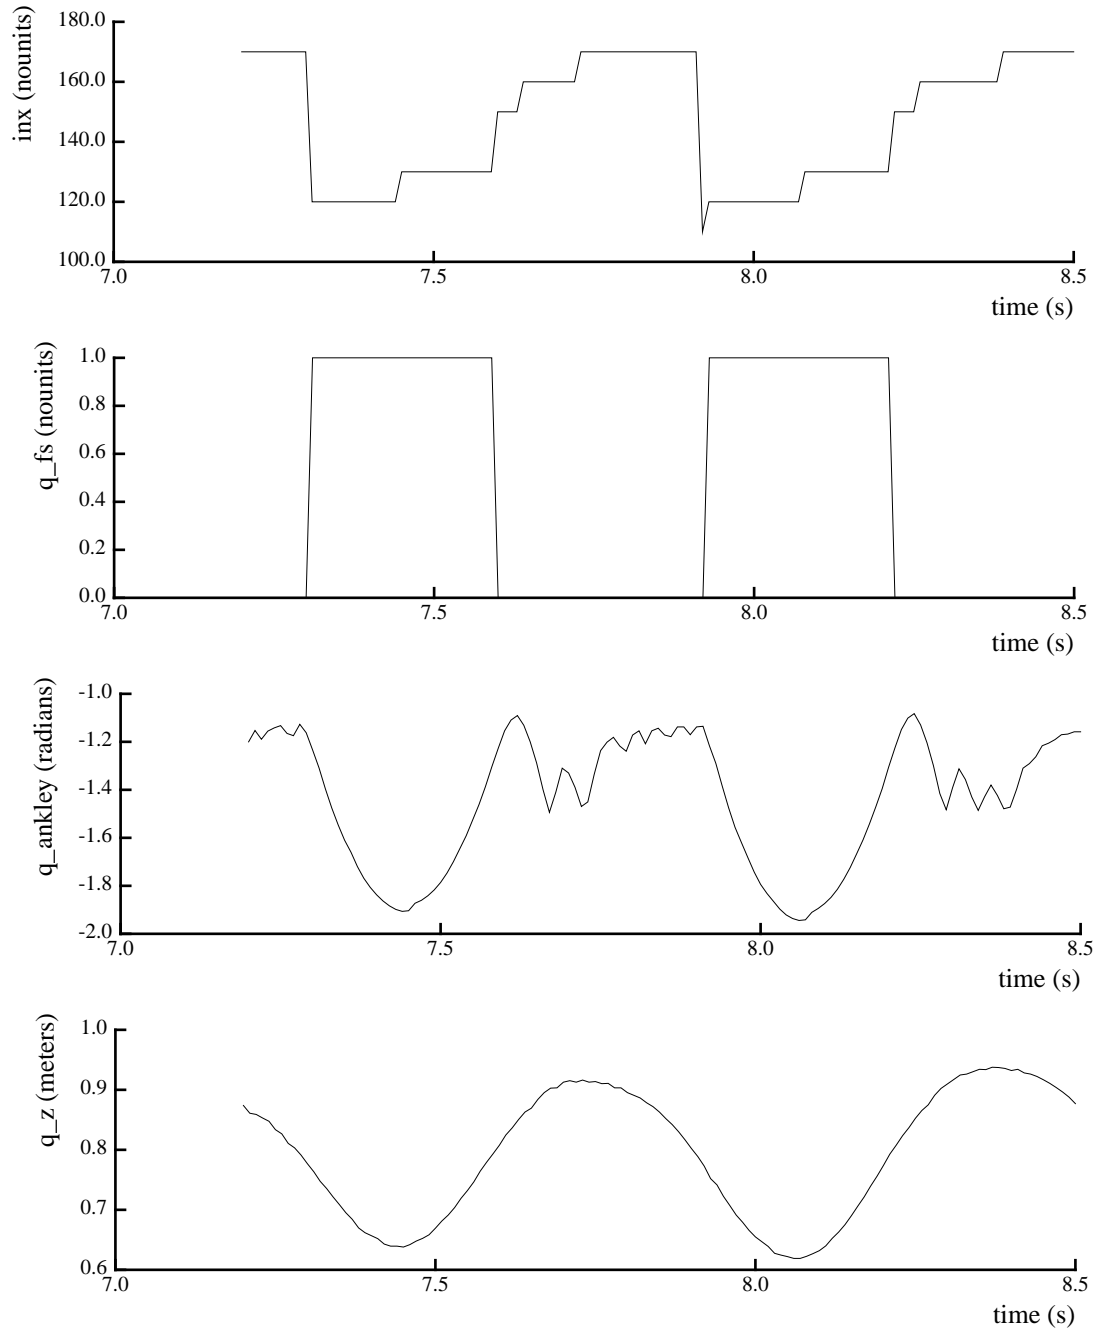 180.0
160.0
140.0
120.0
100.0
inx (nounits)
7.0 7.5 8.0 8.5
time (s)
1.0
0.8
0.6
0.4
0.2
0.0
q_fs (nounits)
7.0 7.5 8.0 8.5
time (s)
-1.0
-1.2
-1.4
-1.6
-1.8
-2.0
q_ankley (radians)
7.0 7.5 8.0 8.5
time (s)
1.0
0.9
0.8
0.7
0.6
q_z (meters)
7.0 7.5 8.0 8.5
time (s)